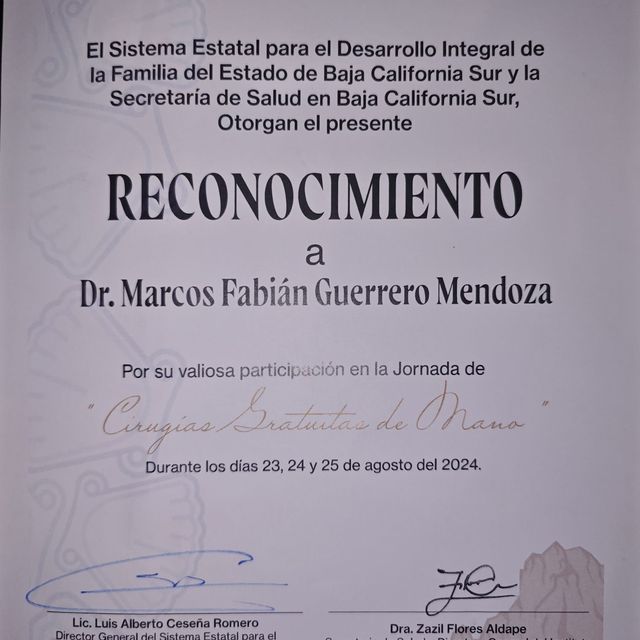 El Sistema Estatal para el Desarrollo Integral de
la Familia del Estado de Baja California Sur y la
Secretaría de Salud en Baja California Sur,
Otorgan el presente
RECONOCIMIENTO
a
Dr. Marcos Fabián Guerrero Mendoza
Por su valiosa participación en la Jornada de
" Cirugías Gratuitas de Mano "
Durante los días 23, 24 y 25 de agosto del 2024.
Lic. Luis Alberto Ceseña Romero
Director General del Sistema Estatal para el
Dra. Zazil Flores Aldape